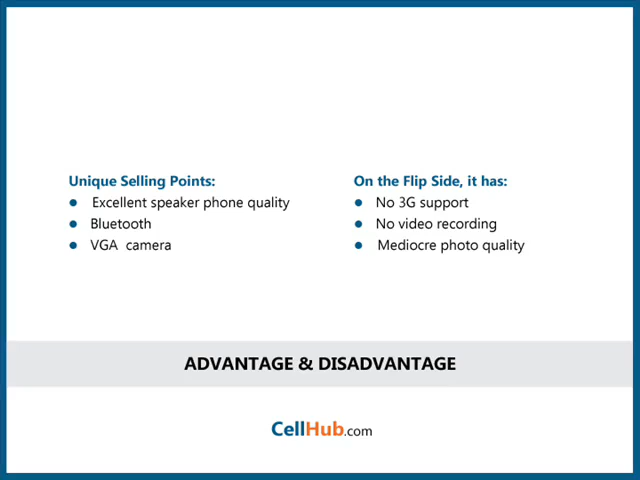 Unique Selling Points:
● Excellent speaker phone quality
● Bluetooth
● VGA camera
On the Flip Side, it has:
● No 3G support
● No video recording
● Mediocre photo quality
ADVANTAGE & DISADVANTAGE
CellHub.com